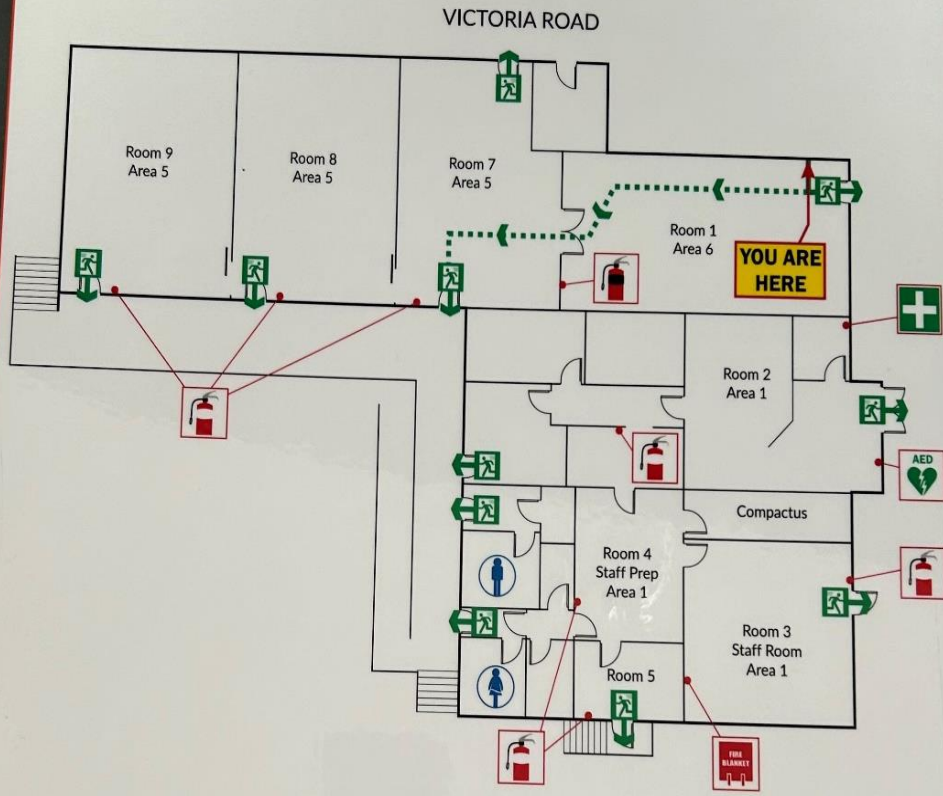 VICTORIA ROAD
Room 9
Area 5
Room 8
Area 5
Room 7
Area 5
Room 1
Area 6
YOU ARE
HERE
Room 2
Area 1
AED
Compactus
Room 4
Staff Prep
Area 1
Room 3
Staff Room
Area 1
Room 5
FIRE
BLANKET